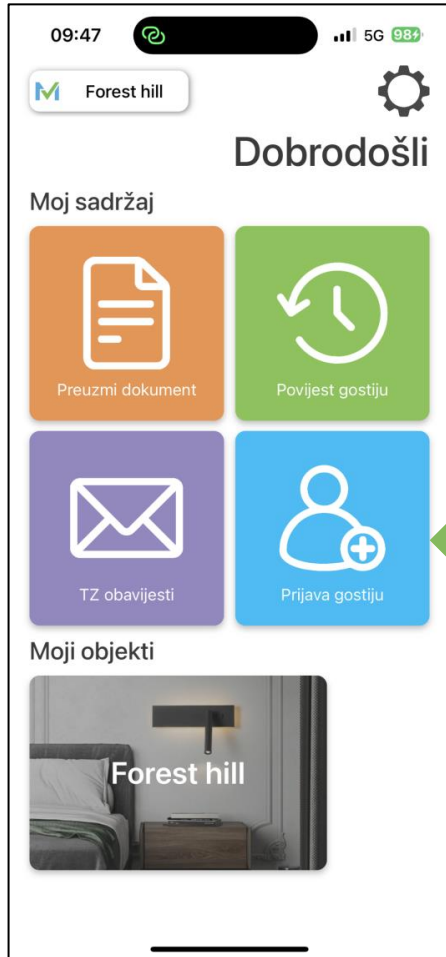 09:47 5G 98
Forest hill
Dobrodošli
Moj sadržaj
Preuzmi dokument Povijest gostiju
TZ obavijesti Prijava gostiju
Moji objekti
Forest hill